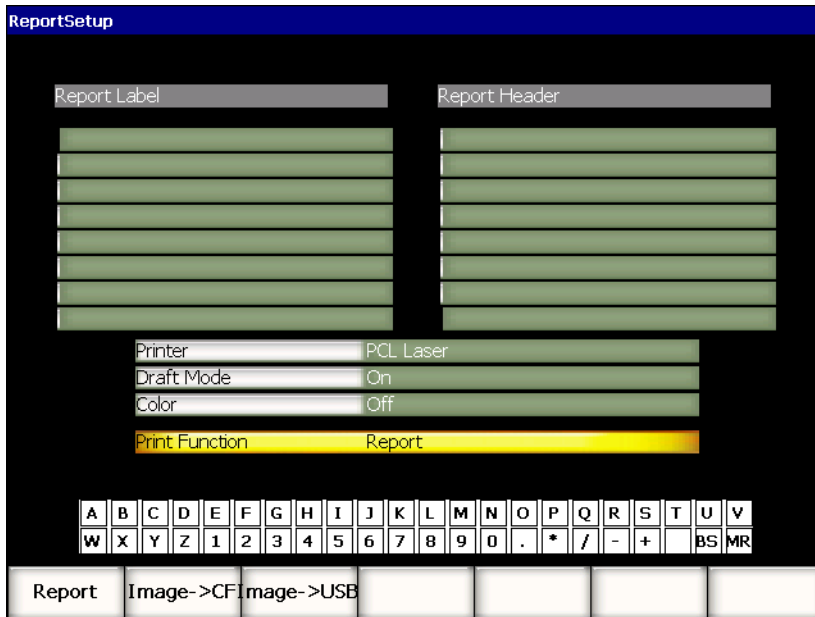 ReportSetup
Report Label
Report Header
Printer PCL Laser
Draft Mode On
Color Off
Print Function Report
A B C D E F G H I J K L M N O P Q R S T U V
W X Y Z 1 2 3 4 5 6 7 8 9 0 . * / - + BS MR
Report Image->CF Image->USB